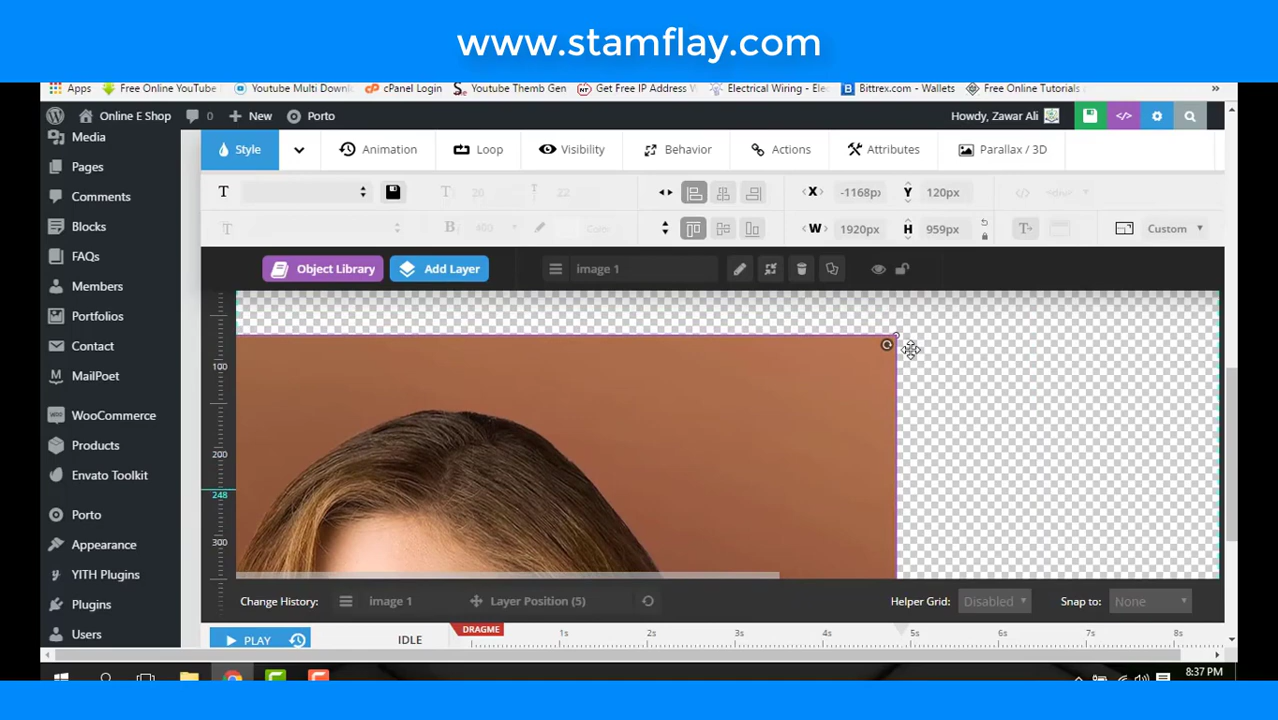 www.stamflay.com
Apps Free Online YouTube Youtube Multi Downl cPanel Login Youtube Themb Gen Get Free IP Address W Electrical Wiring - Ele Bittrex.com - Wallets Free Online Tutorials »
Online E Shop New Porto Howdy, Zawar Ali
Media
Pages
Comments
Blocks
FAQs
Members
Portfolios
Contact
MailPoet
WooCommerce
Products
Envato Toolkit
Porto
Appearance
YITH Plugins
Plugins
Users
Style Animation Loop Visibility Behavior Actions Attributes Parallax / 3D
20 22 X -1168px Y 120px
400 W 1920px H 959px Custom
Object Library Add Layer image 1
100
200
248
300
Change History: image 1 Layer Position (5) Helper Grid: Disabled Snap to: None
PLAY IDLE DRAGME 1s 2s 3s 4s 5s 6s 7s 8s
8:37 PM